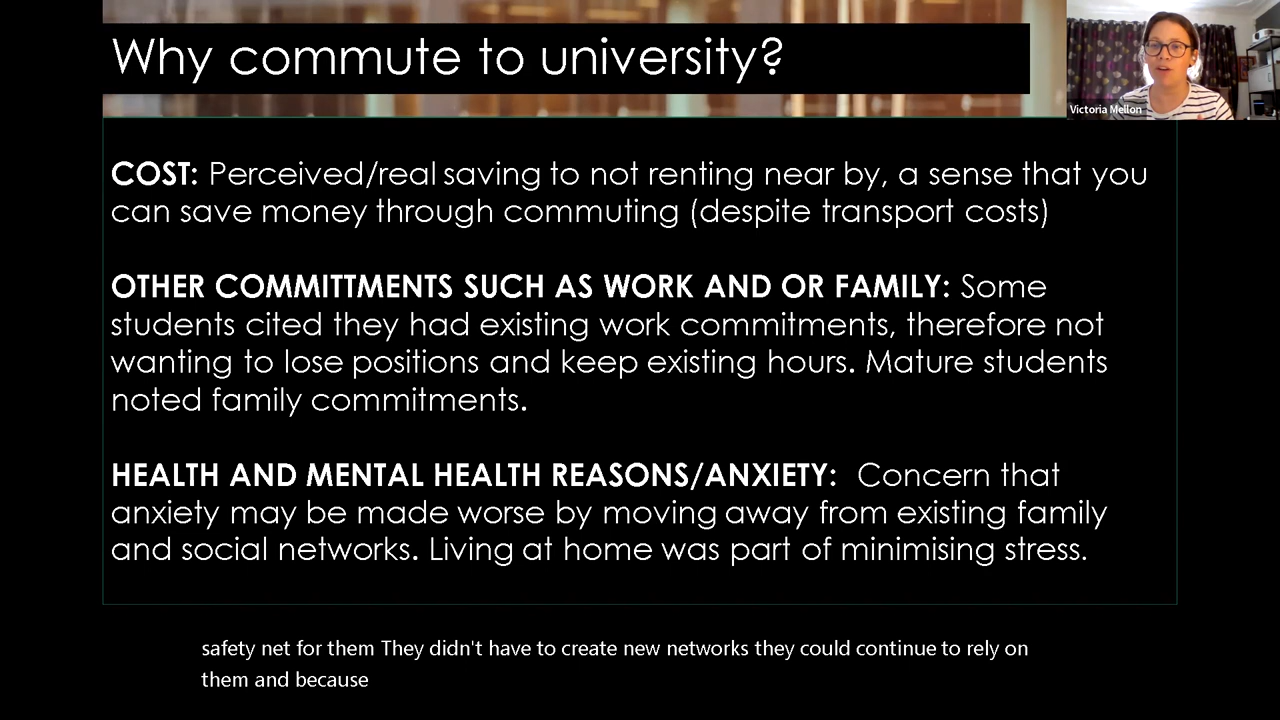 Why commute to university?
Victoria Mellon
COST: Perceived/real saving to not renting near by, a sense that you
can save money through commuting (despite transport costs)
OTHER COMMITTMENTS SUCH AS WORK AND OR FAMILY: Some
students cited they had existing work commitments, therefore not
wanting to lose positions and keep existing hours. Mature students
noted family commitments.
HEALTH AND MENTAL HEALTH REASONS/ANXIETY: Concern that
anxiety may be made worse by moving away from existing family
and social networks. Living at home was part of minimising stress.
safety net for them They didn't have to create new networks they could continue to rely on
them and because